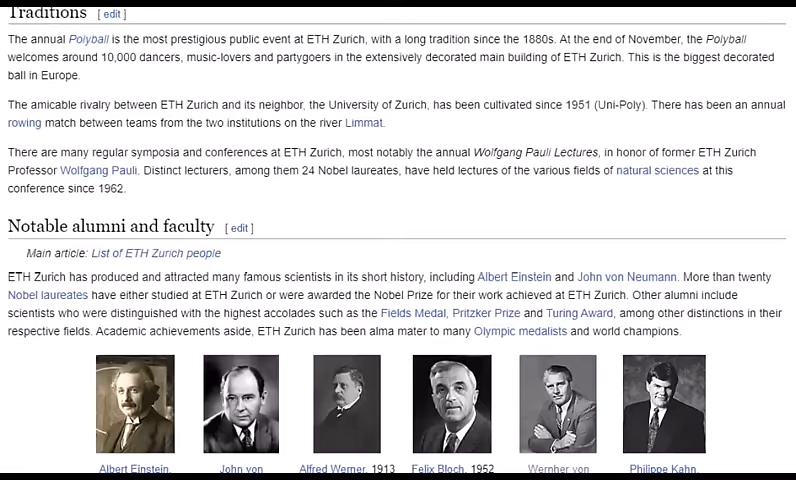 Traditions [ edit ]
The annual Polyball is the most prestigious public event at ETH Zurich, with a long tradition since the 1880s. At the end of November, the Polyball
welcomes around 10,000 dancers, music-lovers and partygoers in the extensively decorated main building of ETH Zurich. This is the biggest decorated
ball in Europe.
The amicable rivalry between ETH Zurich and its neighbor, the University of Zurich, has been cultivated since 1951 (Uni-Poly). There has been an annual
rowing match between teams from the two institutions on the river Limmat.
There are many regular symposia and conferences at ETH Zurich, most notably the annual Wolfgang Pauli Lectures, in honor of former ETH Zurich
Professor Wolfgang Pauli. Distinct lecturers, among them 24 Nobel laureates, have held lectures of the various fields of natural sciences at this
conference since 1962.
Notable alumni and faculty [ edit ]
Main article: List of ETH Zurich people
ETH Zurich has produced and attracted many famous scientists in its short history, including Albert Einstein and John von Neumann. More than twenty
Nobel laureates have either studied at ETH Zurich or were awarded the Nobel Prize for their work achieved at ETH Zurich. Other alumni include
scientists who were distinguished with the highest accolades such as the Fields Medal, Pritzker Prize and Turing Award, among other distinctions in their
respective fields. Academic achievements aside, ETH Zurich has been alma mater to many Olympic medalists and world champions.
Albert Einstein, John von Alfred Werner, 1913 Felix Bloch, 1952 Wernher von Philippe Kahn,